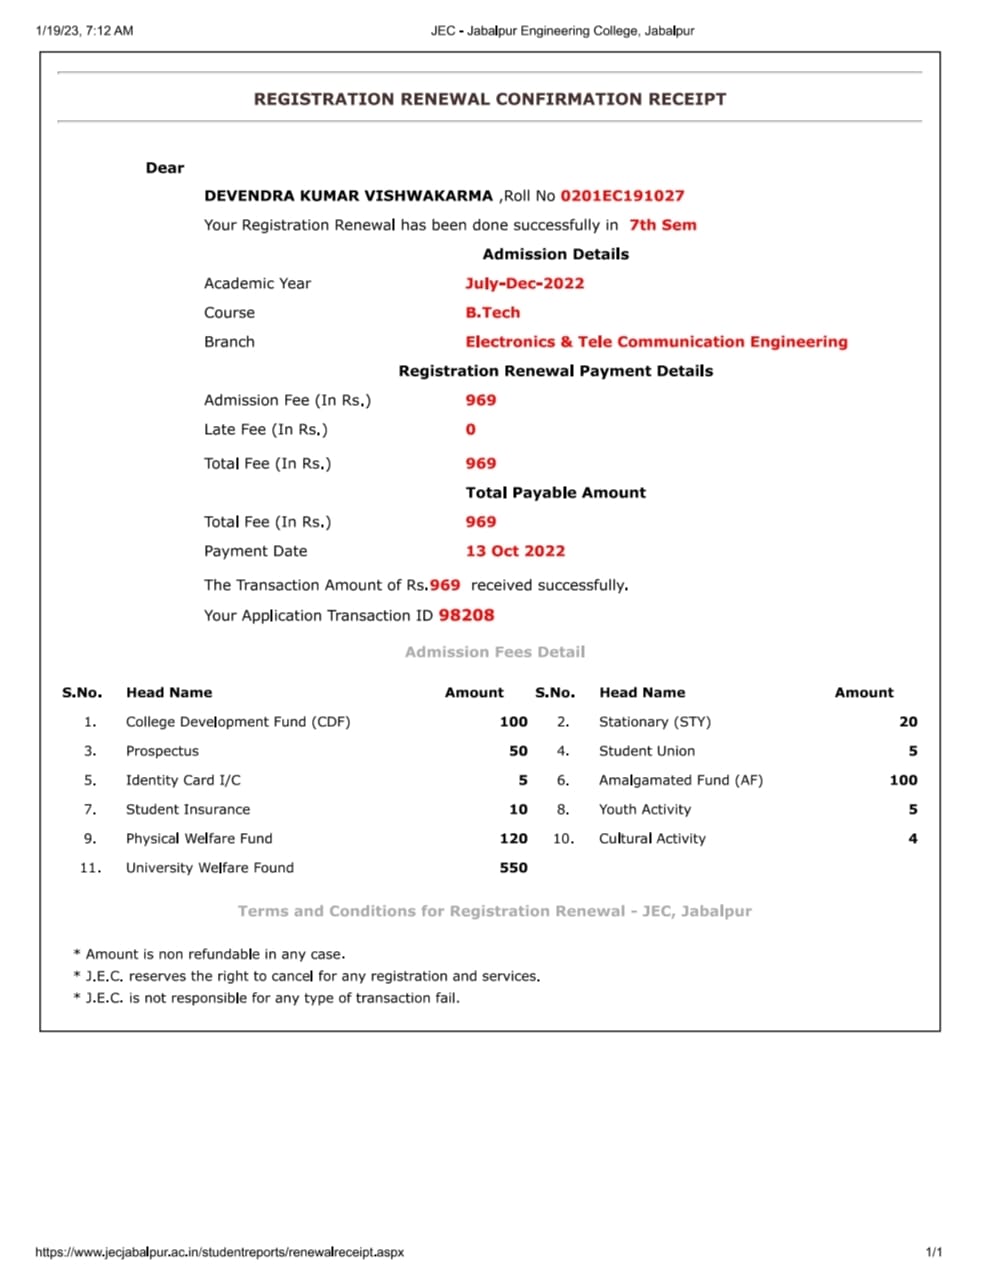 1/19/23, 7:12 AM JEC - Jabalpur Engineering College, Jabalpur
REGISTRATION RENEWAL CONFIRMATION RECEIPT
Dear
DEVENDRA KUMAR VISHWAKARMA ,Roll No 0201EC191027
Your Registration Renewal has been done successfully in 7th Sem
Admission Details
Academic Year July-Dec-2022
Course B.Tech
Branch Electronics & Tele Communication Engineering
Registration Renewal Payment Details
Admission Fee (In Rs.) 969
Late Fee (In Rs.) 0
Total Fee (In Rs.) 969
Total Payable Amount
Total Fee (In Rs.) 969
Payment Date 13 Oct 2022
The Transaction Amount of Rs.969 received successfully.
Your Application Transaction ID 98208
Admission Fees Detail
S.No. Head Name Amount S.No. Head Name Amount
1. College Development Fund (CDF) 100 2. Stationary (STY) 20
3. Prospectus 50 4. Student Union 5
5. Identity Card I/C 5 6. Amalgamated Fund (AF) 100
7. Student Insurance 10 8. Youth Activity 5
9. Physical Welfare Fund 120 10. Cultural Activity 4
11. University Welfare Found 550
Terms and Conditions for Registration Renewal - JEC, Jabalpur
* Amount is non refundable in any case.
* J.E.C. reserves the right to cancel for any registration and services.
* J.E.C. is not responsible for any type of transaction fail.
https://www.jecjabalpur.ac.in/studentreports/renewalreceipt.aspx 1/1